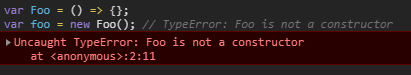 var Foo = () => {};
var foo = new Foo(); // TypeError: Foo is not a constructor
▶Uncaught TypeError: Foo is not a constructor
at <anonymous>:2:11